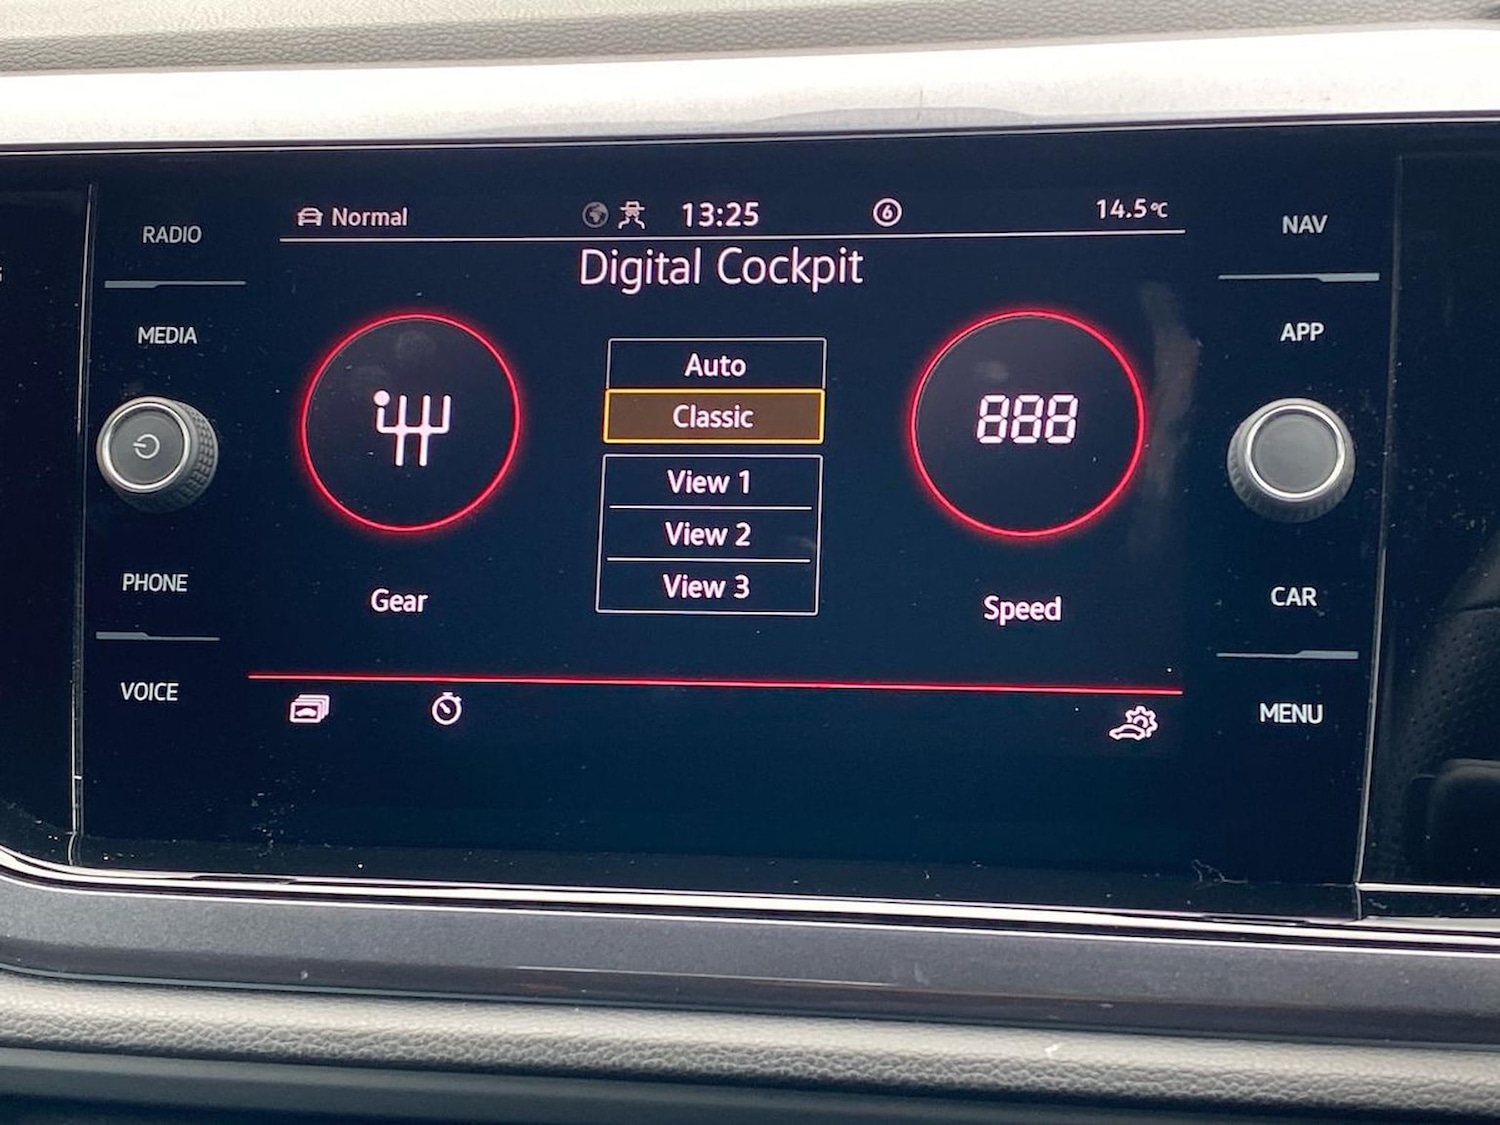 RADIO
MEDIA
PHONE
VOICE
Normal
13:25
6
14.5°C
Digital Cockpit
Auto
Classic
View 1
View 2
View 3
888
Gear
Speed
NAV
APP
CAR
MENU